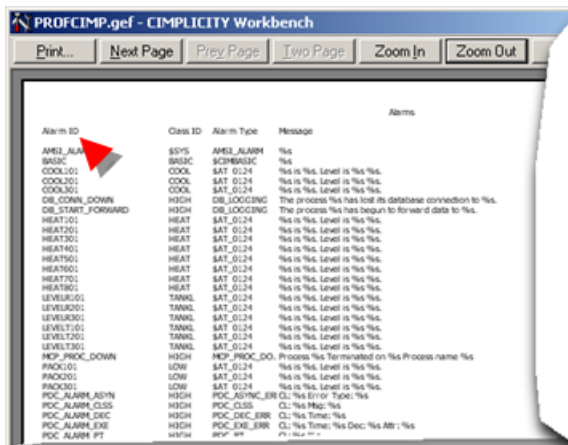 PROFCIMP.gef - CIMPLICITY Workbench
Print... Next Page Prev Page Two Page Zoom In Zoom Out
Alarms
Alarm ID Class ID Alarm Type Message
$SYS AMSI_ALARM %s
BASIC BASIC $CIMBASIC %s
COOL101 COOL $AT_0124 %s is %s. Level is %s %s.
COOL201 COOL $AT_0124 %s is %s. Level is %s %s.
COOL301 COOL $AT_0124 %s is %s. Level is %s %s.
DB_CONN_DOWN HIGH DB_LOGGING The process %s has lost its database connection to %s.
DB_START_FORWARD HIGH DB_LOGGING The process %s has begun to forward data to %s.
HEAT101 HEAT $AT_0124 %s is %s. Level is %s %s.
HEAT201 HEAT $AT_0124 %s is %s. Level is %s %s.
HEAT301 HEAT $AT_0124 %s is %s. Level is %s %s.
HEAT401 HEAT $AT_0124 %s is %s. Level is %s %s.
HEAT501 HEAT $AT_0124 %s is %s. Level is %s %s.
HEAT601 HEAT $AT_0124 %s is %s. Level is %s %s.
HEAT701 HEAT $AT_0124 %s is %s. Level is %s %s.
HEAT801 HEAT $AT_0124 %s is %s. Level is %s %s.
LEVELR101 TANKL $AT_0124 %s is %s. Level is %s %s.
LEVELR201 TANKL $AT_0124 %s is %s. Level is %s %s.
LEVELR301 TANKL $AT_0124 %s is %s. Level is %s %s.
LEVELT101 TANKL $AT_0124 %s is %s. Level is %s %s.
LEVELT201 TANKL $AT_0124 %s is %s. Level is %s %s.
LEVELT301 TANKL $AT_0124 %s is %s. Level is %s %s.
MCP_PROC_DOWN HIGH MCP_PROC_DO. Process %s Terminated on %s Process name %s
PACK101 LOW $AT_0124 %s is %s. Level is %s %s.
PACK201 LOW $AT_0124 %s is %s. Level is %s %s.
PACK301 LOW $AT_0124 %s is %s. Level is %s %s.
PDC_ALARM_ASYN HIGH PDC_ASYNC_ERI CL; %s Error Type; %s
PDC_ALARM_CLSS HIGH PDC_CLSS CL; %s Msg; %s
PDC_ALARM_DEC HIGH PDC_DEC_ERR CL; %s Time; %s
PDC_ALARM_EXE HIGH PDC_EXE_ERR CL; %s Time; %s Dec; %s Attr; %s
PDC_ALARM_PT HIGH